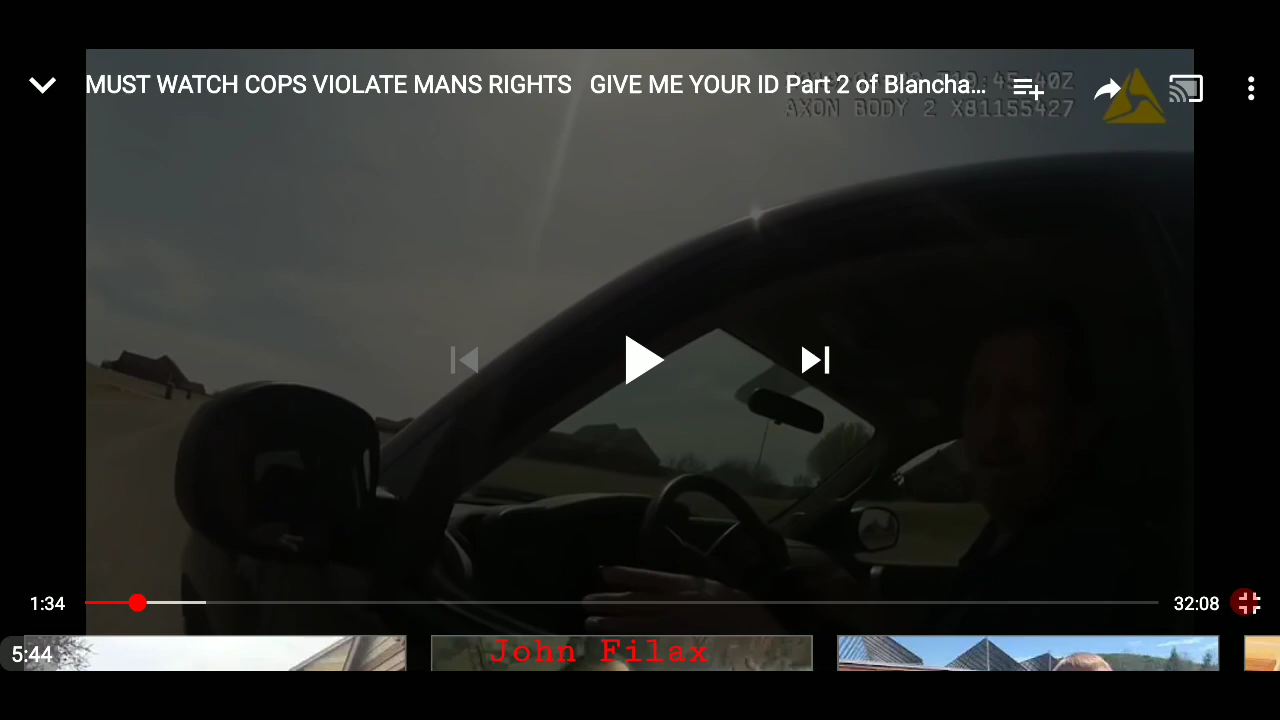 MUST WATCH COPS VIOLATE MANS RIGHTS   GIVE ME YOUR ID Part 2 of Blancha...
AXON BODY 2 X81155427
1:34
32:08
5:44
John Filax